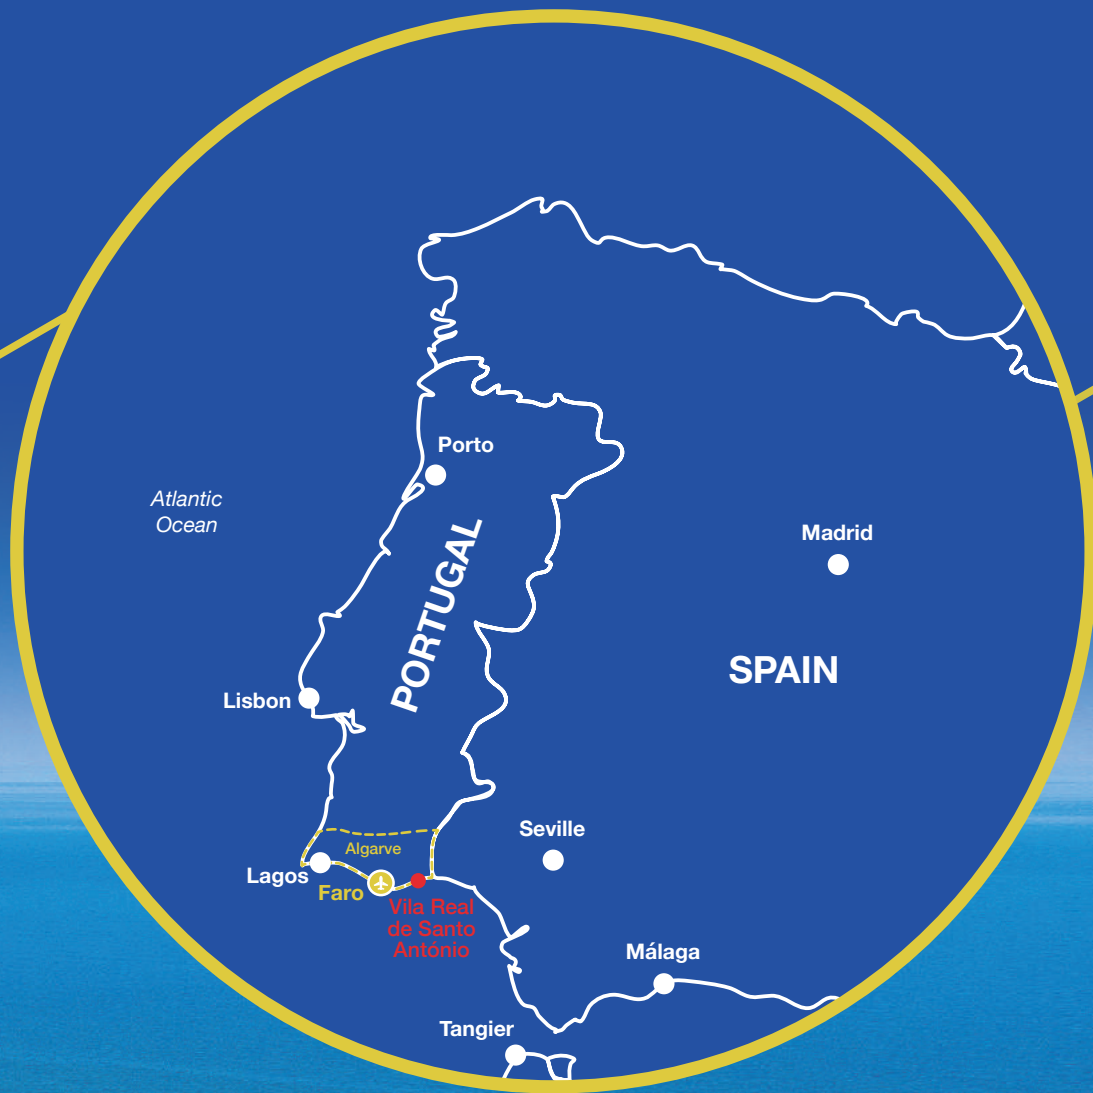 Porto
Atlantic
Ocean
Madrid
PORTUGAL
SPAIN
Lisbon
Seville
Algarve
Lagos
Faro
Vila Real
de Santo
António
Málaga
Tangier